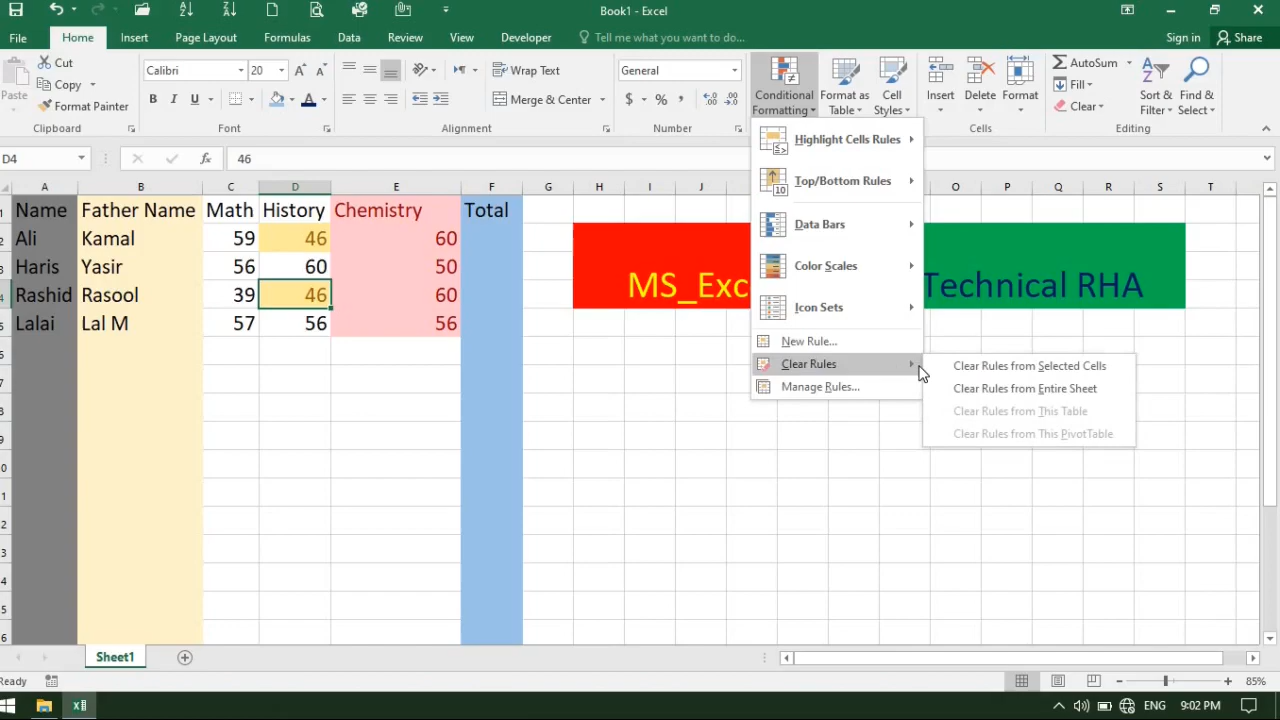 Book1 - Excel
File Home Insert Page Layout Formulas Data Review View Developer Tell me what you want to do... Sign in Share
Paste
Cut
Copy
Format Painter
Clipboard
Calibri 20
B I U
Font
Wrap Text
Merge & Center
Alignment
General
$ % ,
Number
Conditional Formatting
Format as Table
Cell Styles
Insert Delete Format
Cells
AutoSum
Fill
Clear
Sort & Filter
Find & Select
Editing
D4 fx 46
A B C D E F G H I J O P Q R S T
Name Father Name Math History Chemistry Total
Ali Kamal 59 46 60
Haris Yasir 56 60 50
Rashid Rasool 39 46 60
Lalai Lal M 57 56 56
MS_Exc Technical RHA
Highlight Cells Rules
Top/Bottom Rules
Data Bars
Color Scales
Icon Sets
New Rule...
Clear Rules
Manage Rules...
Clear Rules from Selected Cells
Clear Rules from Entire Sheet
Clear Rules from This Table
Clear Rules from This PivotTable
Sheet1
Ready
85%
ENG 9:02 PM